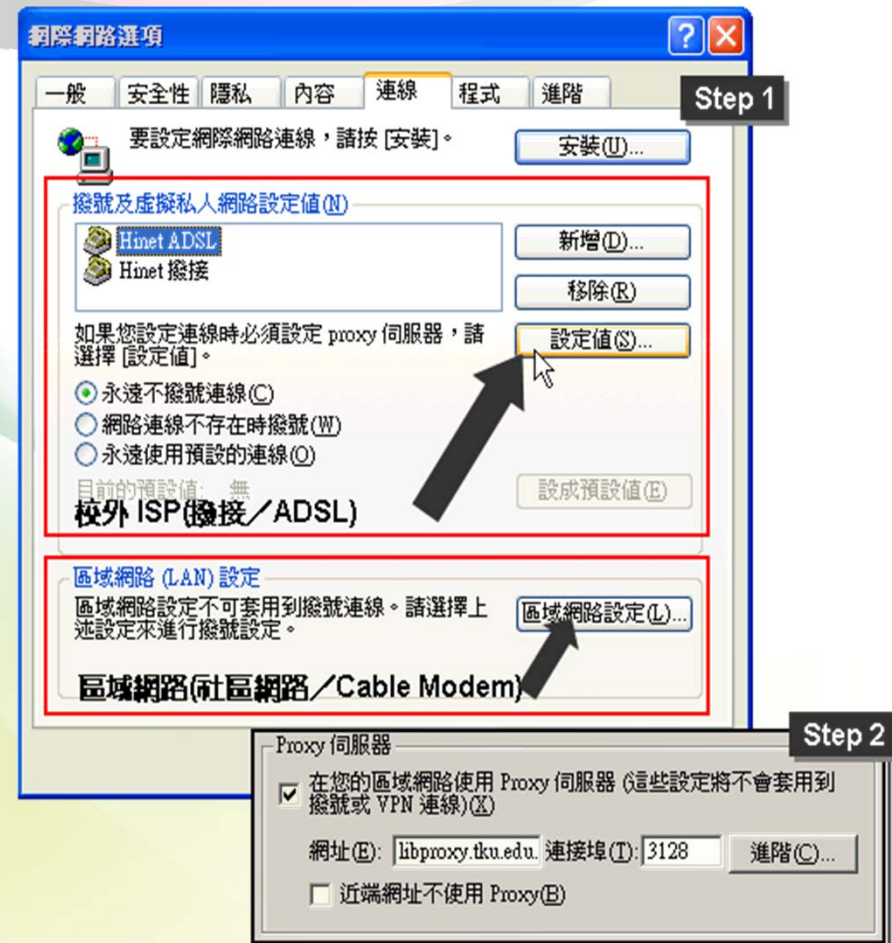 網際網路選項
一般 安全性 隱私 內容 連線 程式 進階
Step 1
要設定網際網路連線，請按 [安裝]。
安裝(U)...
撥號及虛擬私人網路設定值(N)
Hinet ADSL
Hinet 撥接
新增(D)...
移除(R)
如果您設定連線時必須設定 proxy 伺服器，請
選擇 [設定值]。
設定值(S)...
永遠不撥號連線(C)
網路連線不存在時撥號(W)
永遠使用預設的連線(O)
目前的預設值: 無
設成預設值(E)
校外 ISP(撥接／ADSL)
區域網路 (LAN) 設定
區域網路設定不可套用到撥號連線。請選擇上
述設定來進行撥號設定。
區域網路設定(L)...
區域網路(社區網路／Cable Modem)
Step 2
Proxy 伺服器
在您的區域網路使用 Proxy 伺服器 (這些設定將不會套用到
撥號或 VPN 連線)(X)
網址(E): libproxy.tku.edu. 連接埠(T): 3128 進階(C)...
近端網址不使用 Proxy(B)